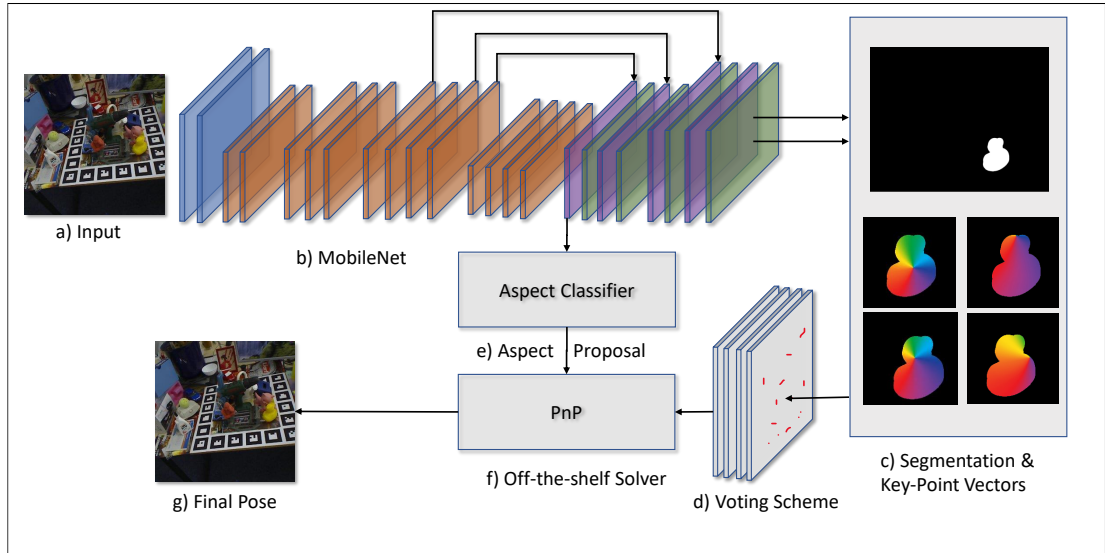 a) Input
b) MobileNet
Aspect Classifier
e) Aspect Proposal
PnP
f) Off-the-shelf Solver
g) Final Pose
d) Voting Scheme
c) Segmentation &
Key-Point Vectors